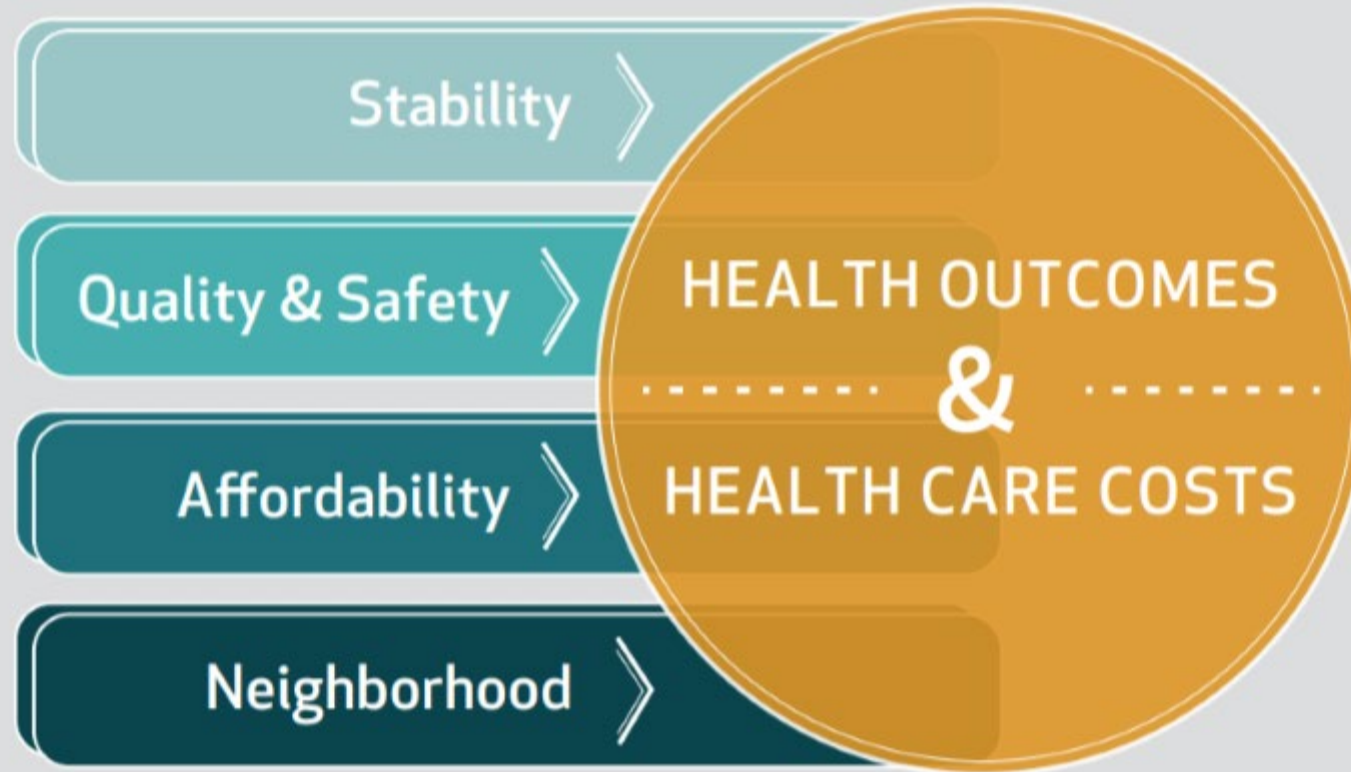 Stability
Quality & Safety
Affordability
Neighborhood
HEALTH OUTCOMES
&
HEALTH CARE COSTS